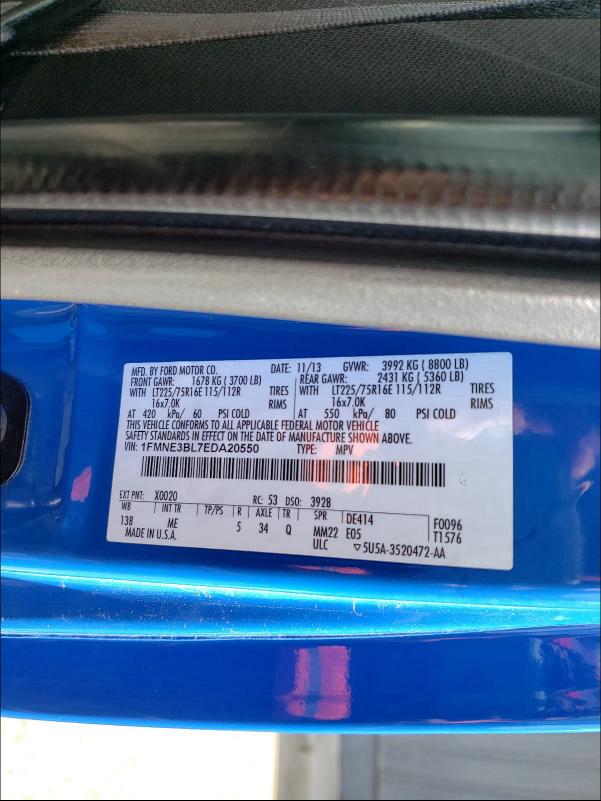 MFD. BY FORD MOTOR CO. DATE: 11/13 GVWR: 3992 KG ( 8800 LB)
FRONT GAWR: 1678 KG ( 3700 LB) REAR GAWR: 2431 KG ( 5360 LB)
WITH LT225/75R16E 115/112R TIRES WITH LT225/75R16E 115/112R TIRES
16x7.0K RIMS 16x7.0K RIMS
AT 420 kPa/ 60 PSI COLD AT 550 kPa/ 80 PSI COLD
THIS VEHICLE CONFORMS TO ALL APPLICABLE FEDERAL MOTOR VEHICLE
SAFETY STANDARDS IN EFFECT ON THE DATE OF MANUFACTURE SHOWN ABOVE.
VIN: 1FMNE3BL7EDA20550 TYPE: MPV
EXT PNT: X0020 RC: 53 DSO: 3928
WB INT TR TP/PS R AXLE TR SPR DE414 F0096
138 ME 5 34 Q MM22 E05 T1576
MADE IN U.S.A. ULC ▽5U5A-3520472-AA